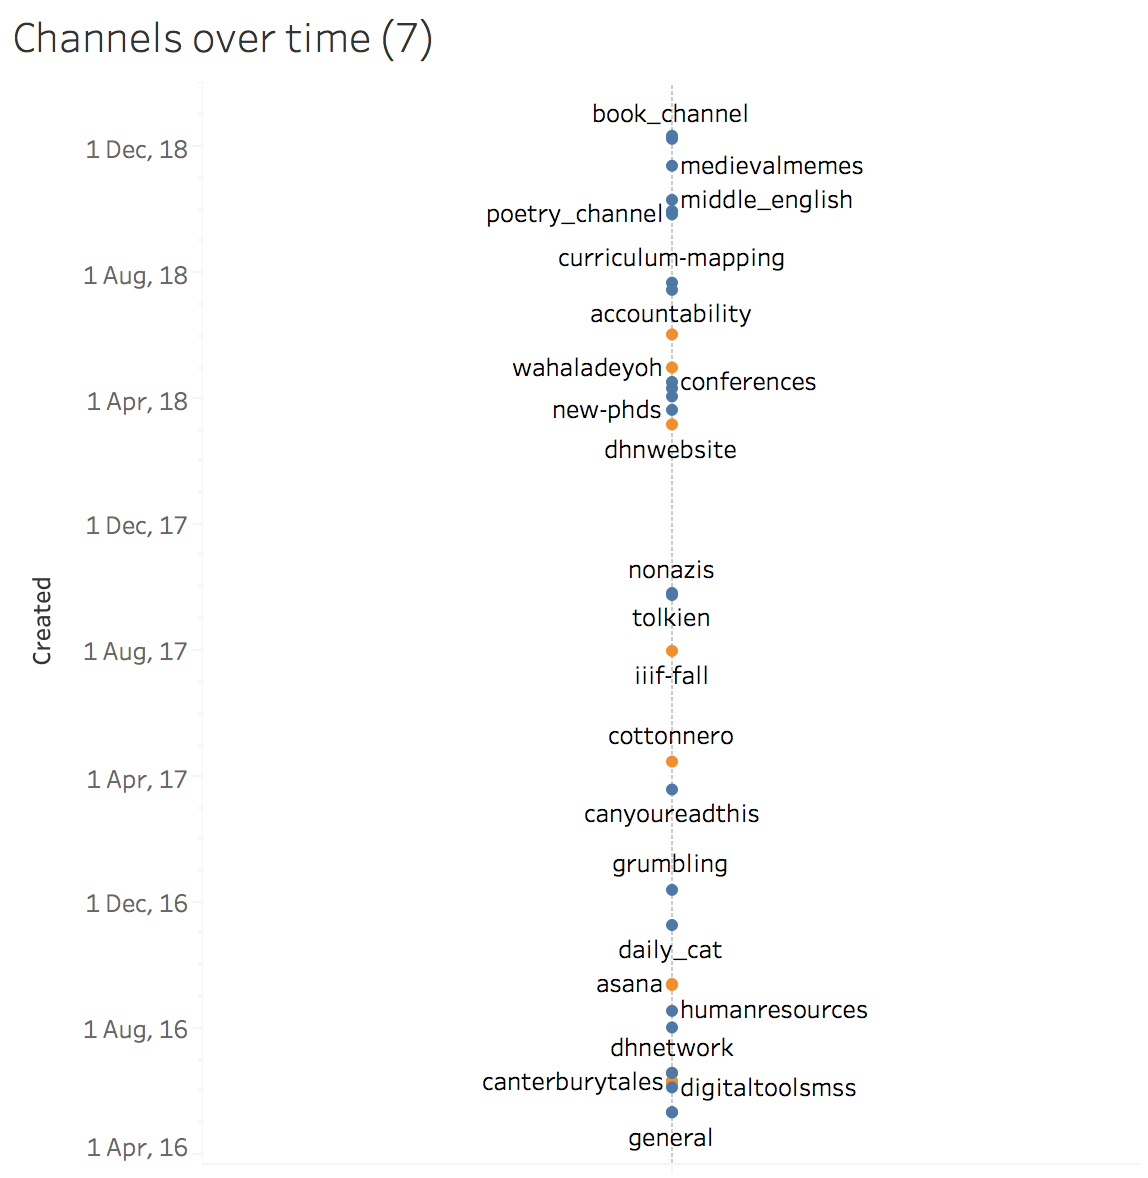 Channels over time (7)
book_channel
1 Dec, 18
medievalmemes
middle_english
poetry_channel
curriculum-mapping
1 Aug, 18
accountability
wahaladeyoh
conferences
1 Apr, 18
new-phds
dhnwebsite
1 Dec, 17
nonazis
Created
tolkien
1 Aug, 17
iiif-fall
cottonnero
1 Apr, 17
canyoureadthis
grumbling
1 Dec, 16
daily_cat
asana
humanresources
1 Aug, 16
dhnetwork
canterburytales
digitaltoolsmss
general
1 Apr, 16